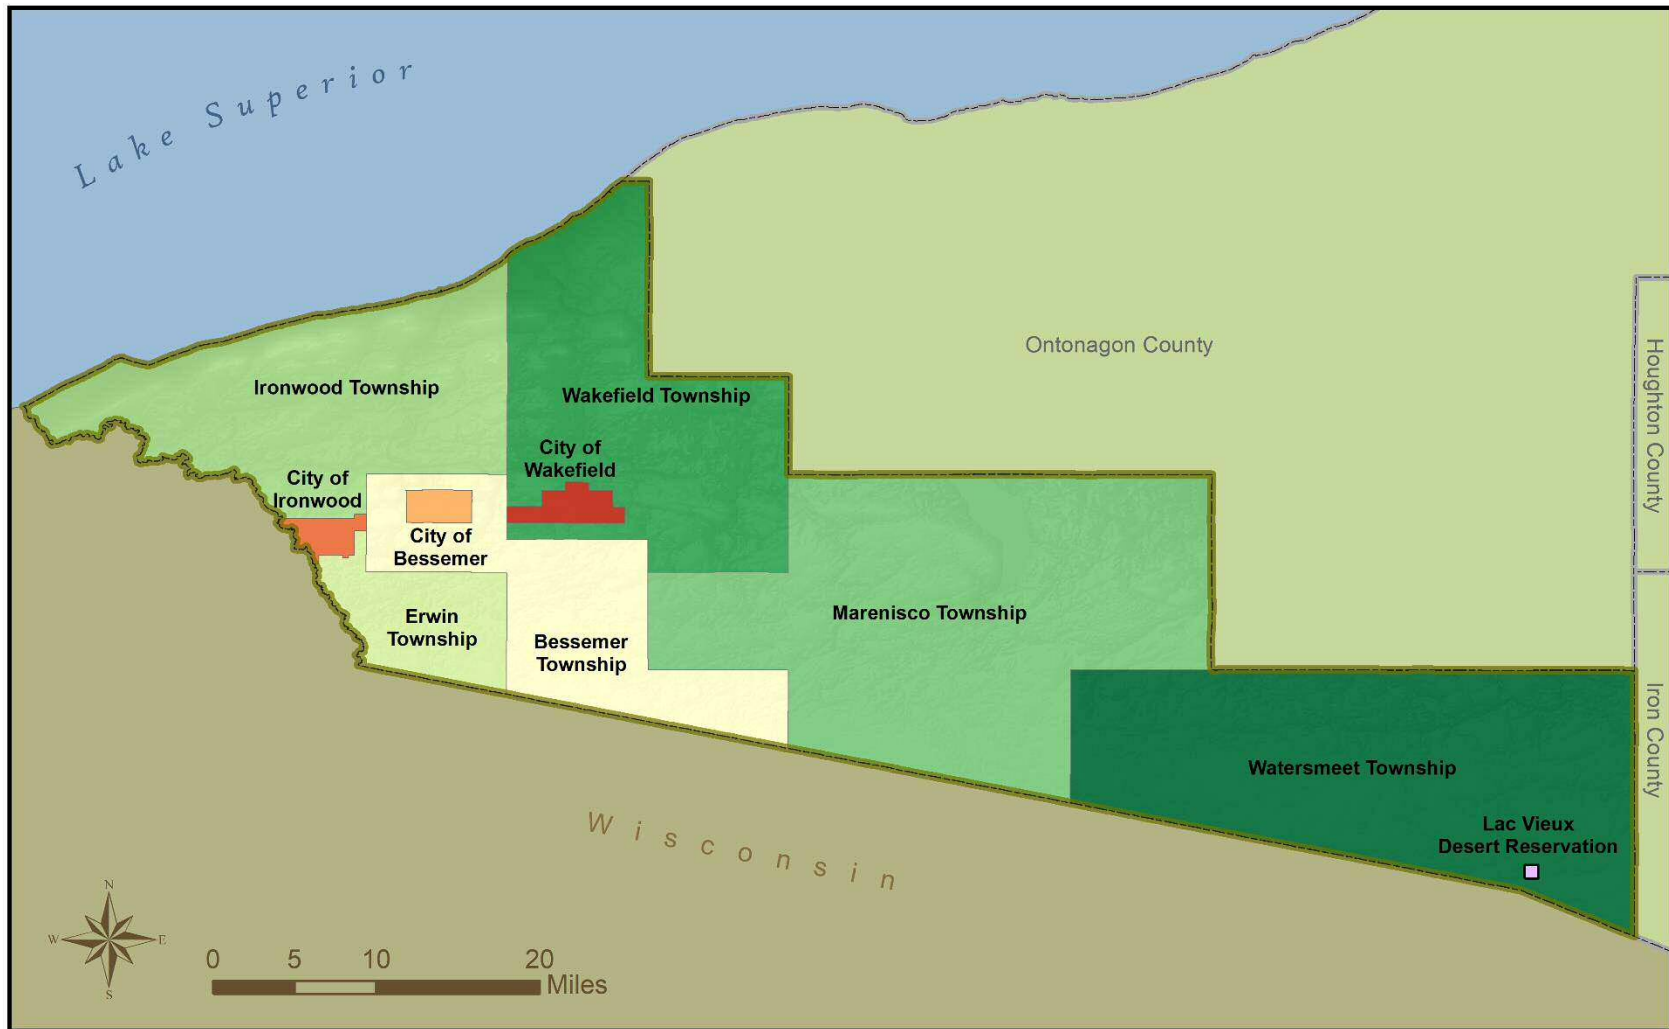 Lake Superior
Ontonagon County
Houghton County
Iron County
Ironwood Township
Wakefield Township
City of
Wakefield
City of
Ironwood
City of
Bessemer
Erwin
Township
Bessemer
Township
Marenisco Township
Watersmeet Township
Lac Vieux
Desert Reservation
Wisconsin
N
W E
S
0 5 10 20
Miles